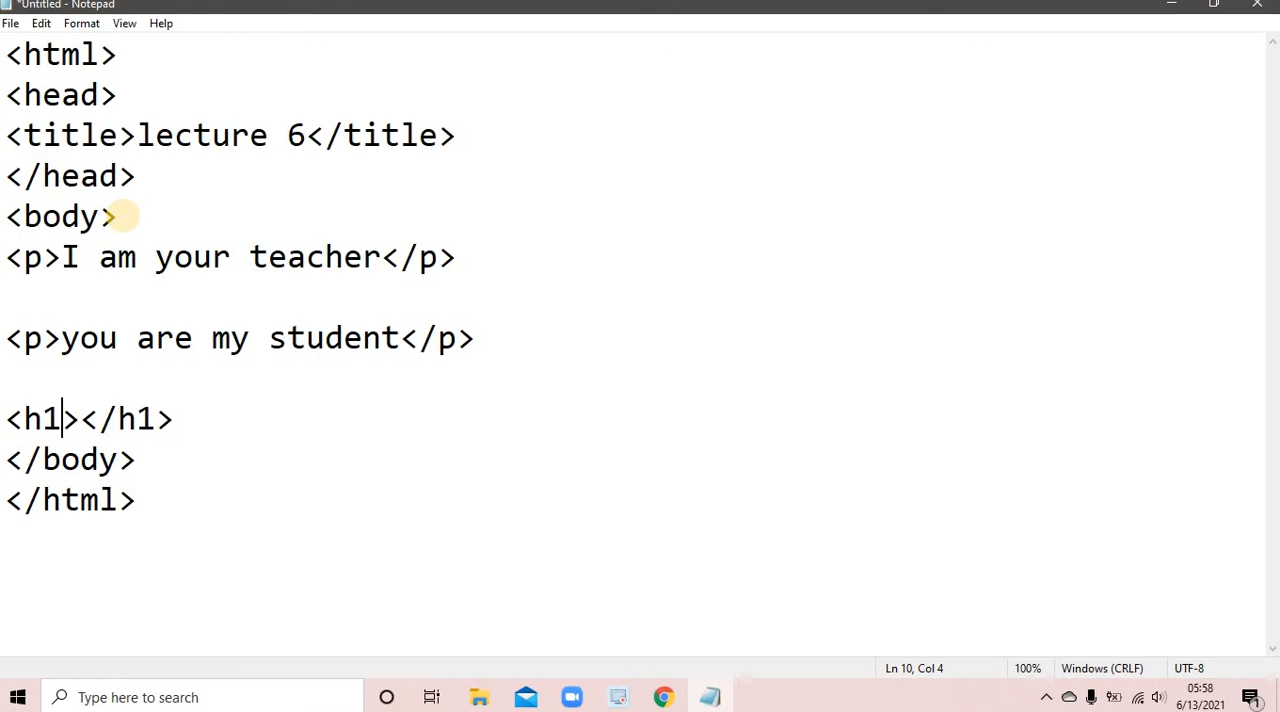 *Untitled - Notepad
File Edit Format View Help
<html>
<head>
<title>lecture 6</title>
</head>
<body>
<p>I am your teacher</p>
<p>you are my student</p>
<h1></h1>
</body>
</html>
Ln 10, Col 4 100% Windows (CRLF) UTF-8
Type here to search
05:58
6/13/2021
1